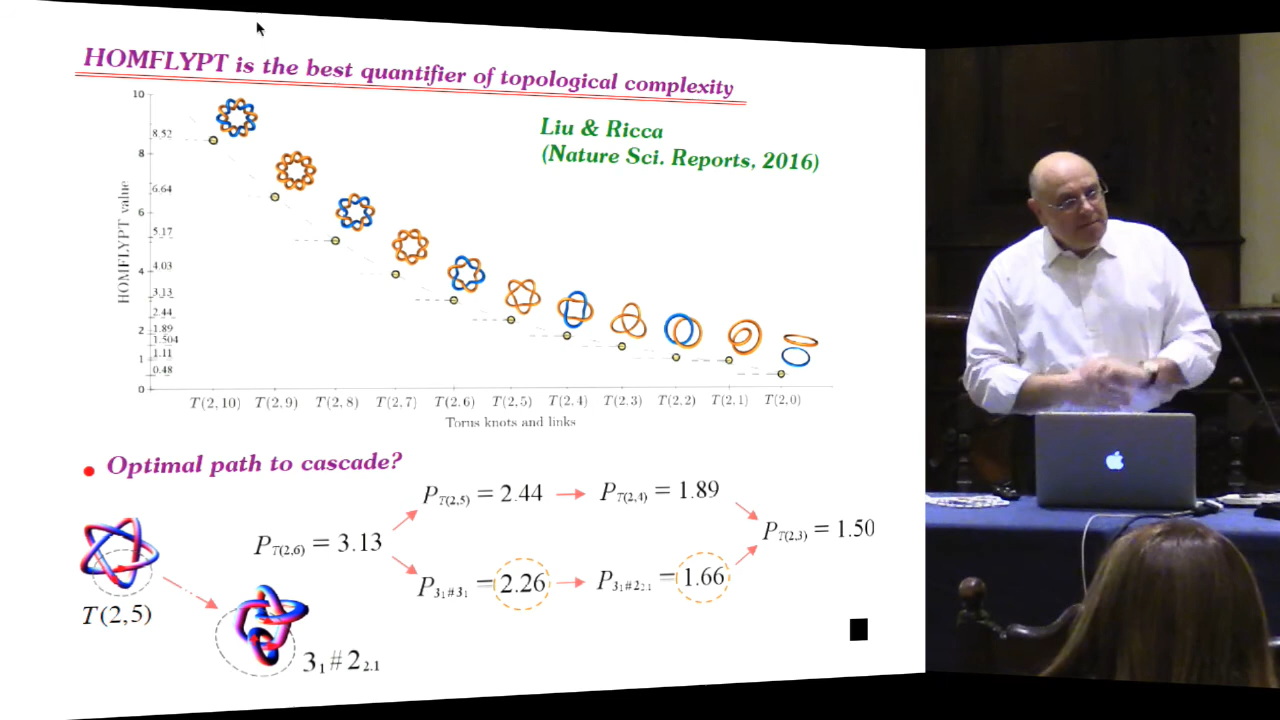 HOMFLYPT is the best quantifier of topological complexity
Liu & Ricca
(Nature Sci. Reports, 2016)
HOMFLYPT value
10
8.52
8
6.64
6
5.17
4.03
4
3.13
2.44
2
1.89
1.504
1
1.11
0.48
0
T(2,10) T(2,9) T(2,8) T(2,7) T(2,6) T(2,5) T(2,4) T(2,3) T(2,2) T(2,1) T(2,0)
Torus knots and links
• Optimal path to cascade?
P_T(2,5) = 2.44 → P_T(2,4) = 1.89
P_T(2,6) = 3.13
P_T(2,3) = 1.50
P_3₁#3₁ = 2.26 → P_3₁#2₂.₁ = 1.66
T(2,5)
3₁#2₂.₁